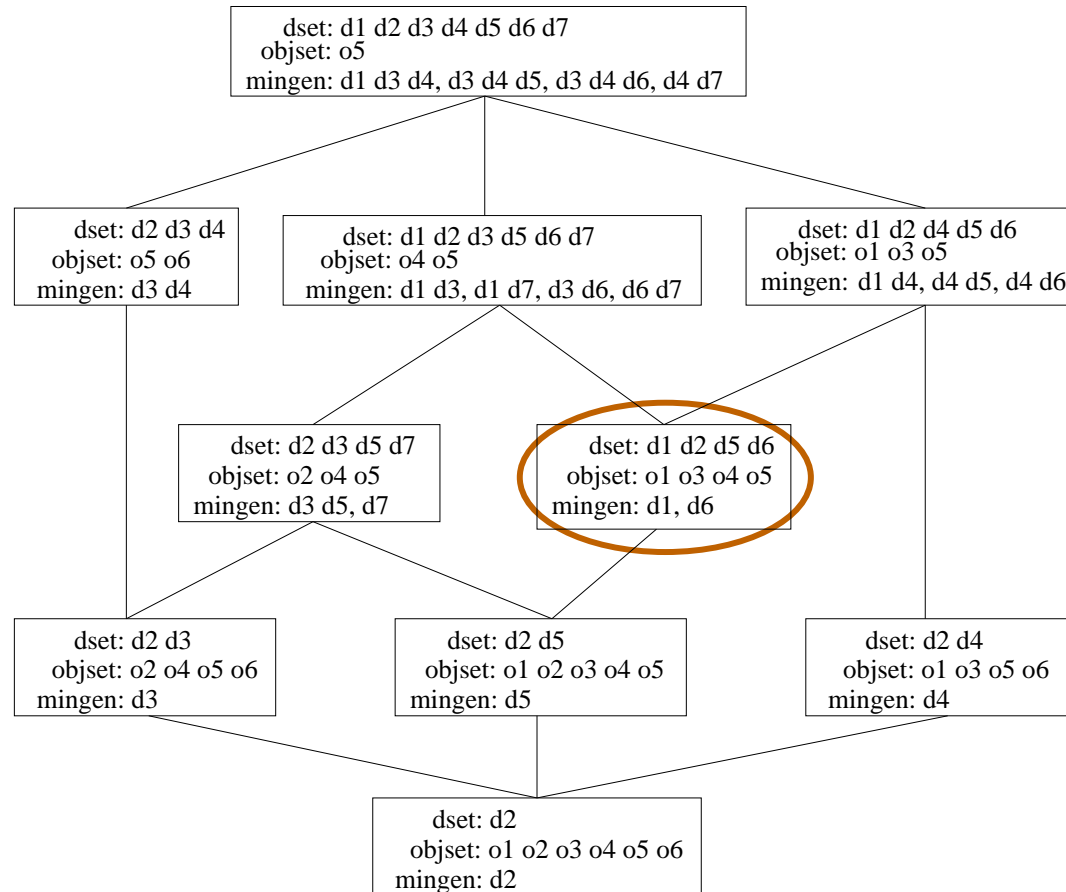 dset: d1 d2 d3 d4 d5 d6 d7
objset: o5
mingen: d1 d3 d4, d3 d4 d5, d3 d4 d6, d4 d7
dset: d2 d3 d4
objset: o5 o6
mingen: d3 d4
dset: d1 d2 d3 d5 d6 d7
objset: o4 o5
mingen: d1 d3, d1 d7, d3 d6, d6 d7
dset: d1 d2 d4 d5 d6
objset: o1 o3 o5
mingen: d1 d4, d4 d5, d4 d6
dset: d2 d3 d5 d7
objset: o2 o4 o5
mingen: d3 d5, d7
dset: d1 d2 d5 d6
objset: o1 o3 o4 o5
mingen: d1, d6
dset: d2 d3
objset: o2 o4 o5 o6
mingen: d3
dset: d2 d5
objset: o1 o2 o3 o4 o5
mingen: d5
dset: d2 d4
objset: o1 o3 o5 o6
mingen: d4
dset: d2
objset: o1 o2 o3 o4 o5 o6
mingen: d2